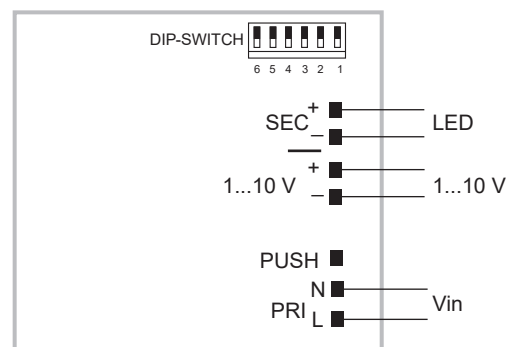 DIP-SWITCH
6 5 4 3 2 1
+
SEC LED
–
+
1...10 V 1...10 V
–
PUSH
N
PRI Vin
L